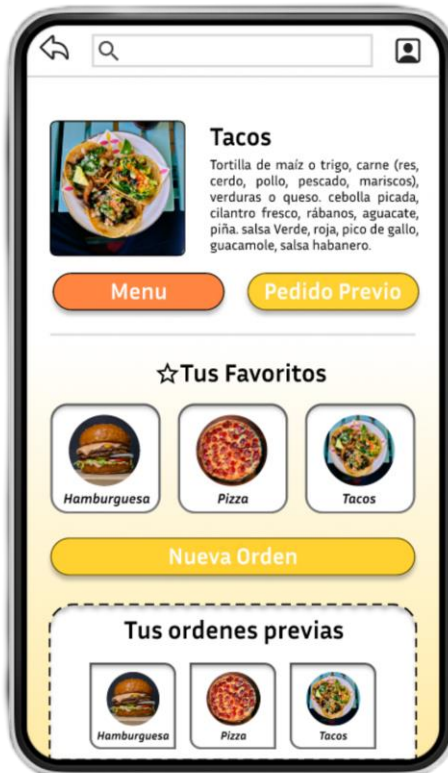 Tacos
Tortilla de maíz o trigo, carne (res,
cerdo, pollo, pescado, mariscos),
verduras o queso. cebolla picada,
cilantro fresco, rábanos, aguacate,
piña. salsa Verde, roja, pico de gallo,
guacamole, salsa habanero.
Menu
Pedido Previo
Tus Favoritos
Hamburguesa
Pizza
Tacos
Nueva Orden
Tus ordenes previas
Hamburguesa
Pizza
Tacos